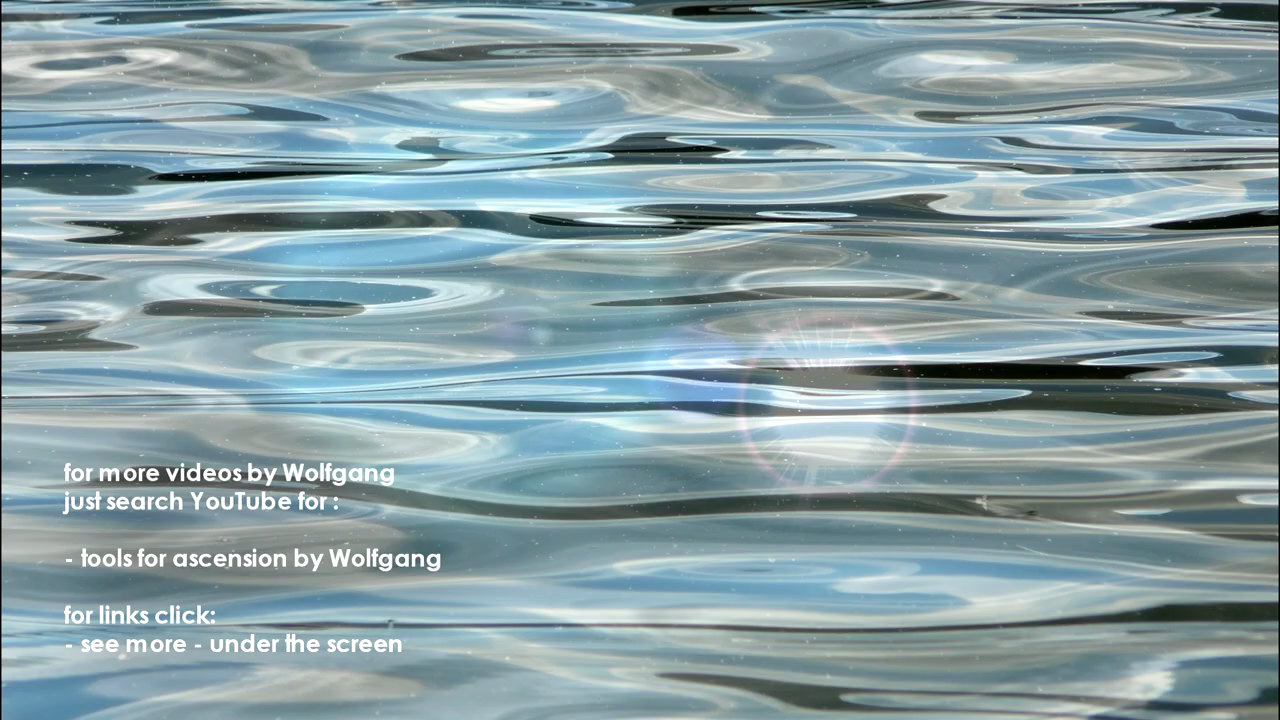 for more videos by Wolfgang
just search YouTube for :
- tools for ascension by Wolfgang
for links click:
- see more - under the screen